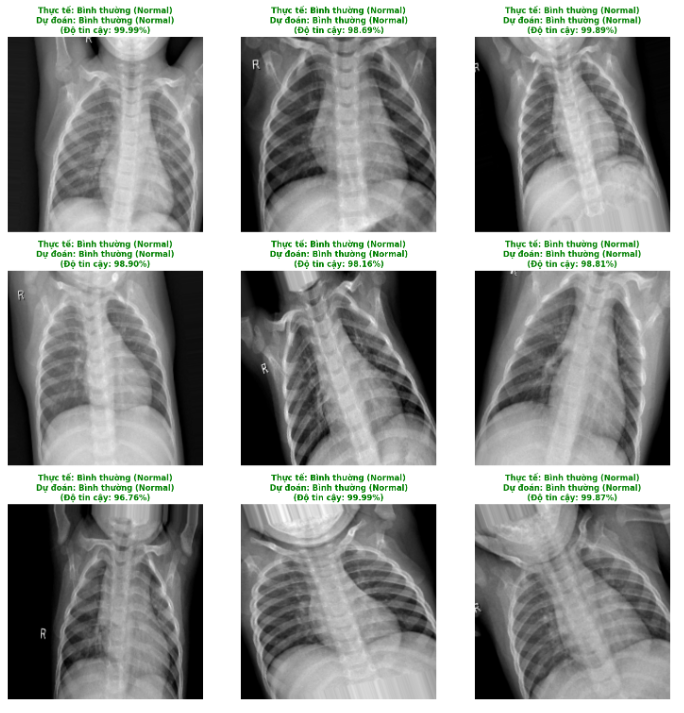 Thực tế: Bình thường (Normal)
Dự đoán: Bình thường (Normal)
(Độ tin cậy: 99.99%)
Thực tế: Bình thường (Normal)
Dự đoán: Bình thường (Normal)
(Độ tin cậy: 98.69%)
Thực tế: Bình thường (Normal)
Dự đoán: Bình thường (Normal)
(Độ tin cậy: 99.89%)
R
R
R
Thực tế: Bình thường (Normal)
Dự đoán: Bình thường (Normal)
(Độ tin cậy: 98.90%)
Thực tế: Bình thường (Normal)
Dự đoán: Bình thường (Normal)
(Độ tin cậy: 98.16%)
Thực tế: Bình thường (Normal)
Dự đoán: Bình thường (Normal)
(Độ tin cậy: 98.81%)
R
R
Thực tế: Bình thường (Normal)
Dự đoán: Bình thường (Normal)
(Độ tin cậy: 96.76%)
Thực tế: Bình thường (Normal)
Dự đoán: Bình thường (Normal)
(Độ tin cậy: 99.99%)
Thực tế: Bình thường (Normal)
Dự đoán: Bình thường (Normal)
(Độ tin cậy: 99.87%)
R
R